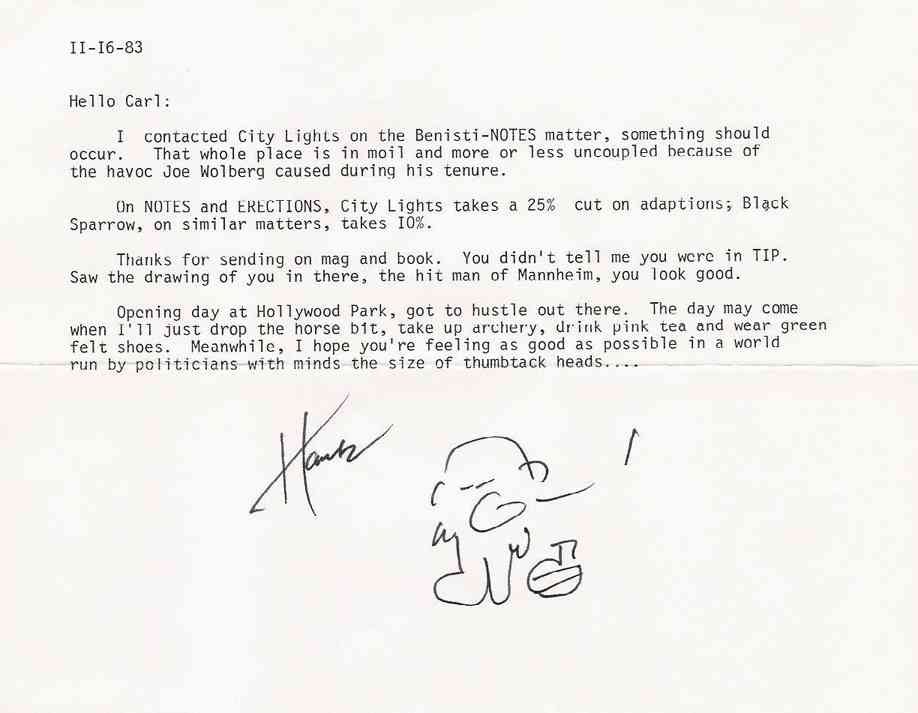 II-I6-83
Hello Carl:
I contacted City Lights on the Benisti-NOTES matter, something should
occur. That whole place is in moil and more or less uncoupled because of
the havoc Joe Wolberg caused during his tenure.
On NOTES and ERECTIONS, City Lights takes a 25% cut on adaptions; Black
Sparrow, on similar matters, takes I0%.
Thanks for sending on mag and book. You didn't tell me you were in TIP.
Saw the drawing of you in there, the hit man of Mannheim, you look good.
Opening day at Hollywood Park, got to hustle out there. The day may come
when I'll just drop the horse bit, take up archery, drink pink tea and wear green
felt shoes. Meanwhile, I hope you're feeling as good as possible in a world
run by politicians with minds the size of thumbtack heads....
Hank